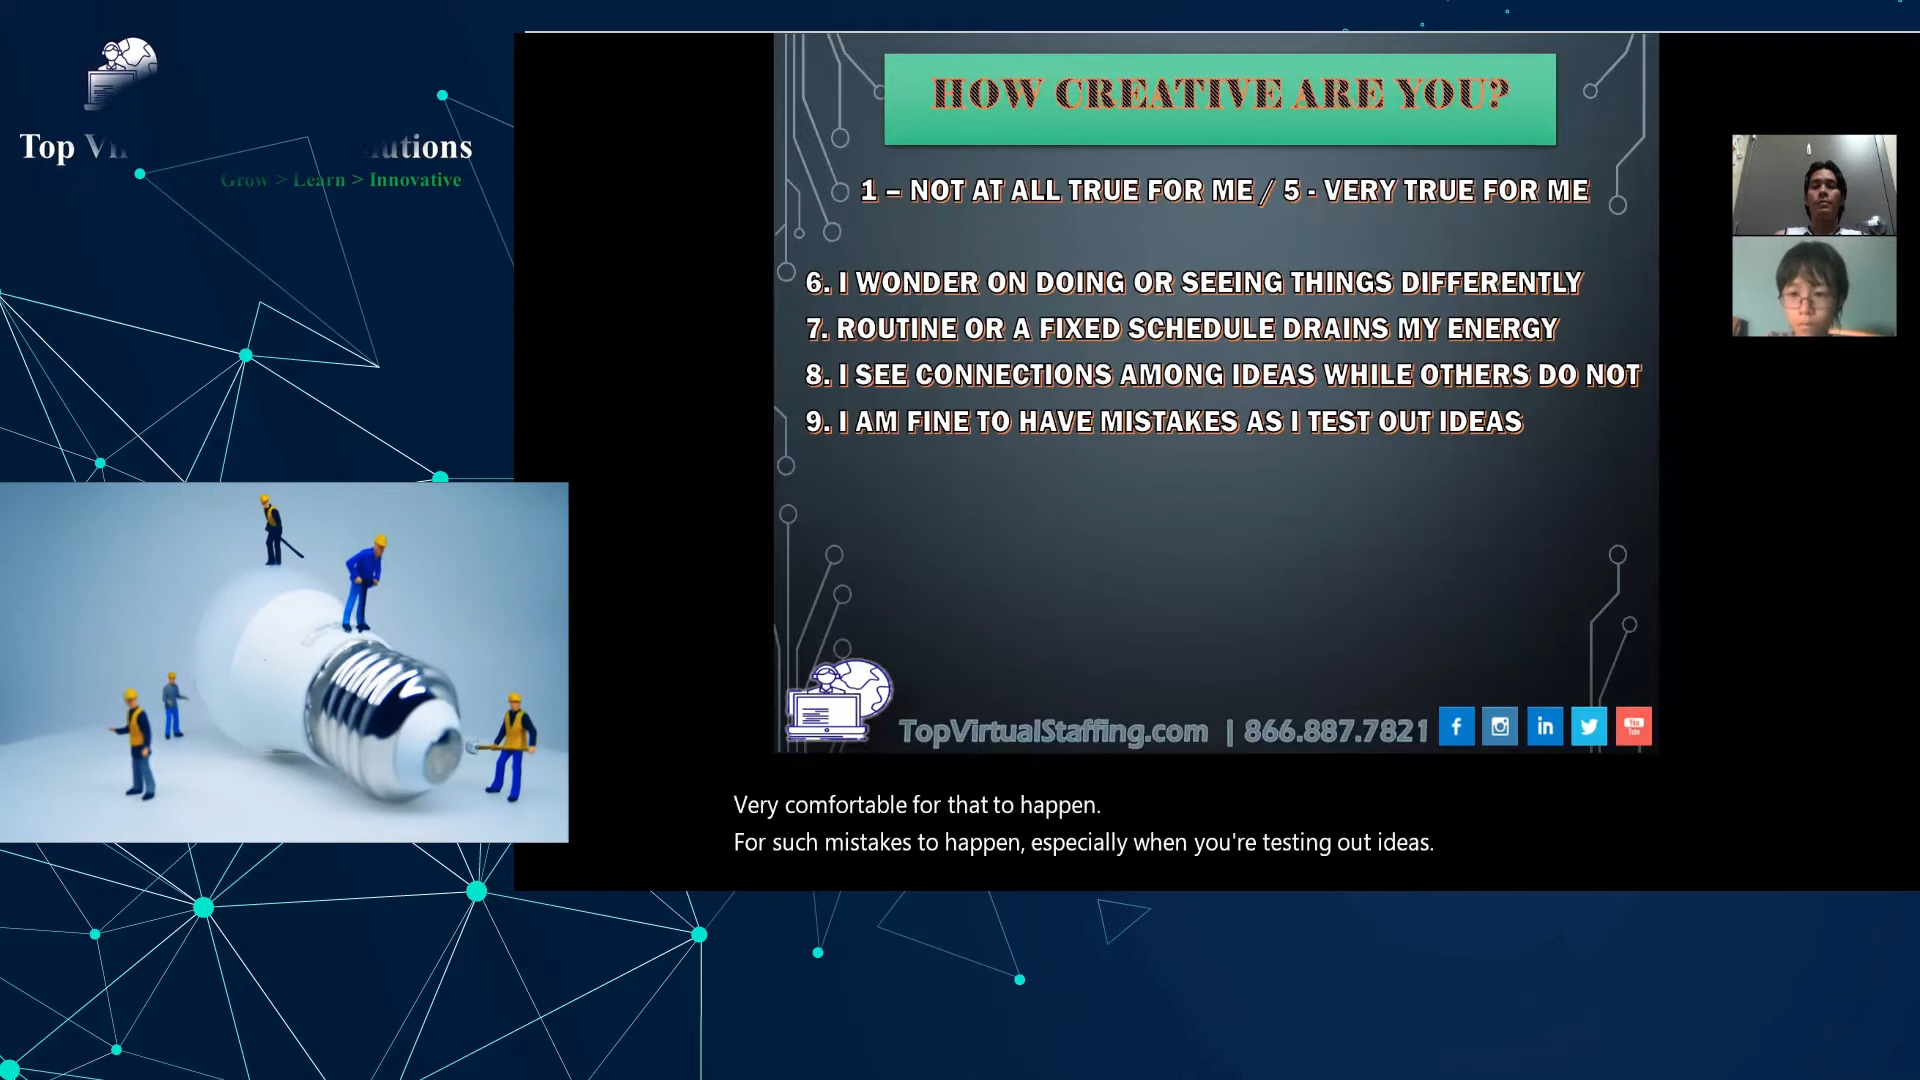 Top
utions
Grow > Learn > Innovative
HOW CREATIVE ARE YOU?
1 – NOT AT ALL TRUE FOR ME / 5 - VERY TRUE FOR ME
6. I WONDER ON DOING OR SEEING THINGS DIFFERENTLY
7. ROUTINE OR A FIXED SCHEDULE DRAINS MY ENERGY
8. I SEE CONNECTIONS AMONG IDEAS WHILE OTHERS DO NOT
9. I AM FINE TO HAVE MISTAKES AS I TEST OUT IDEAS
TopVirtualStaffing.com | 866.887.7821
Very comfortable for that to happen.
For such mistakes to happen, especially when you're testing out ideas.